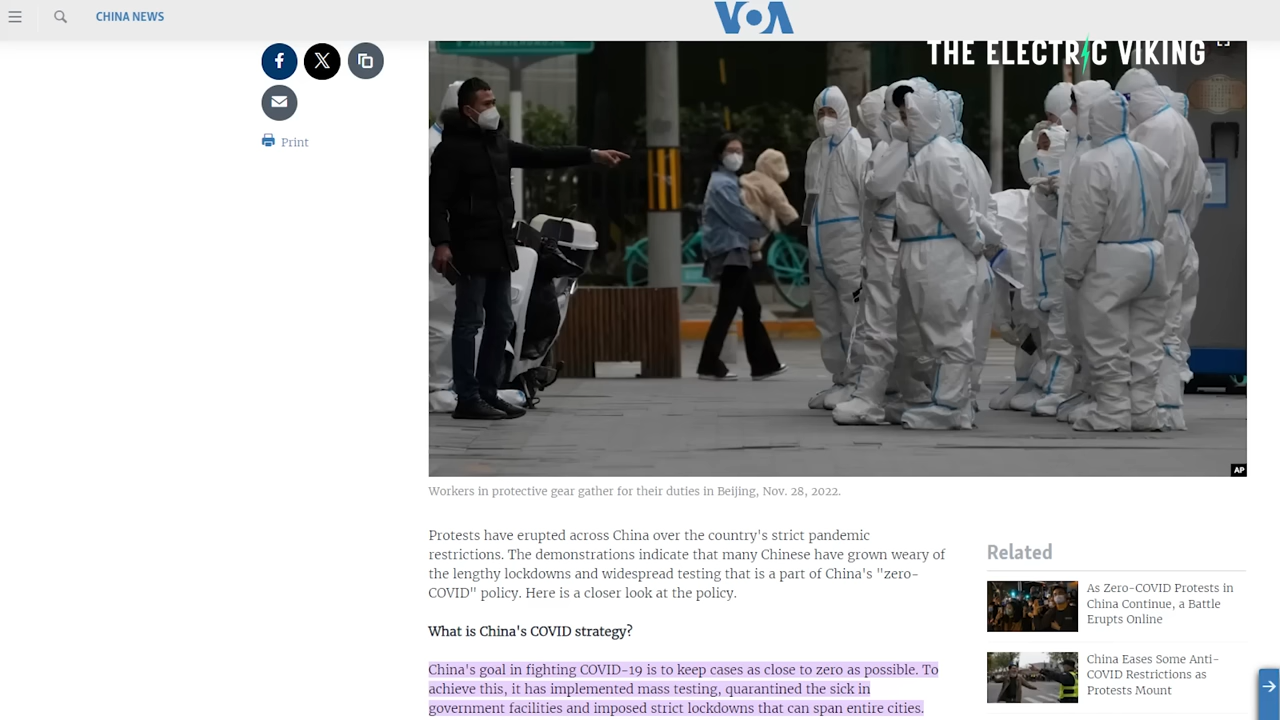 CHINA NEWS
VOA
THE ELECTRIC VIKING
Print
AP
Workers in protective gear gather for their duties in Beijing, Nov. 28, 2022.
Protests have erupted across China over the country's strict pandemic
restrictions. The demonstrations indicate that many Chinese have grown weary of
the lengthy lockdowns and widespread testing that is a part of China's "zero-
COVID" policy. Here is a closer look at the policy.
What is China's COVID strategy?
China's goal in fighting COVID-19 is to keep cases as close to zero as possible. To
achieve this, it has implemented mass testing, quarantined the sick in
government facilities and imposed strict lockdowns that can span entire cities.
Related
As Zero-COVID Protests in
China Continue, a Battle
Erupts Online
China Eases Some Anti-
COVID Restrictions as
Protests Mount